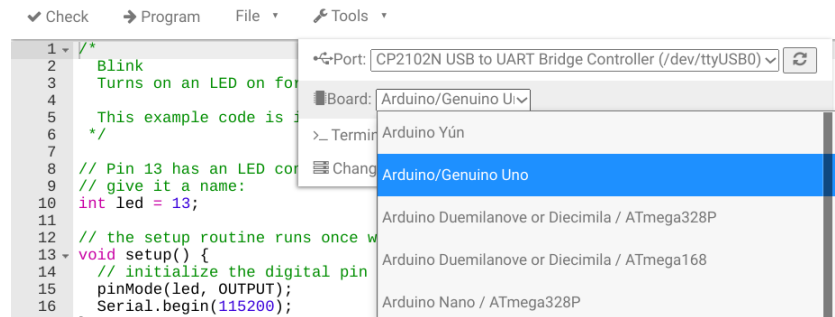 Check Program File Tools
1 /*
2 Blink
3 Turns on an LED on for
4
5 This example code is i
6 */
7
8 // Pin 13 has an LED con
9 // give it a name:
10 int led = 13;
11
12 // the setup routine runs once w
13 void setup() {
14 // initialize the digital pin
15 pinMode(led, OUTPUT);
16 Serial.begin(115200);
Port: CP2102N USB to UART Bridge Controller (/dev/ttyUSB0)
Board: Arduino/Genuino U
>_ Termin
Chang
Arduino Yún
Arduino/Genuino Uno
Arduino Duemilanove or Diecimila / ATmega328P
Arduino Duemilanove or Diecimila / ATmega168
Arduino Nano / ATmega328P